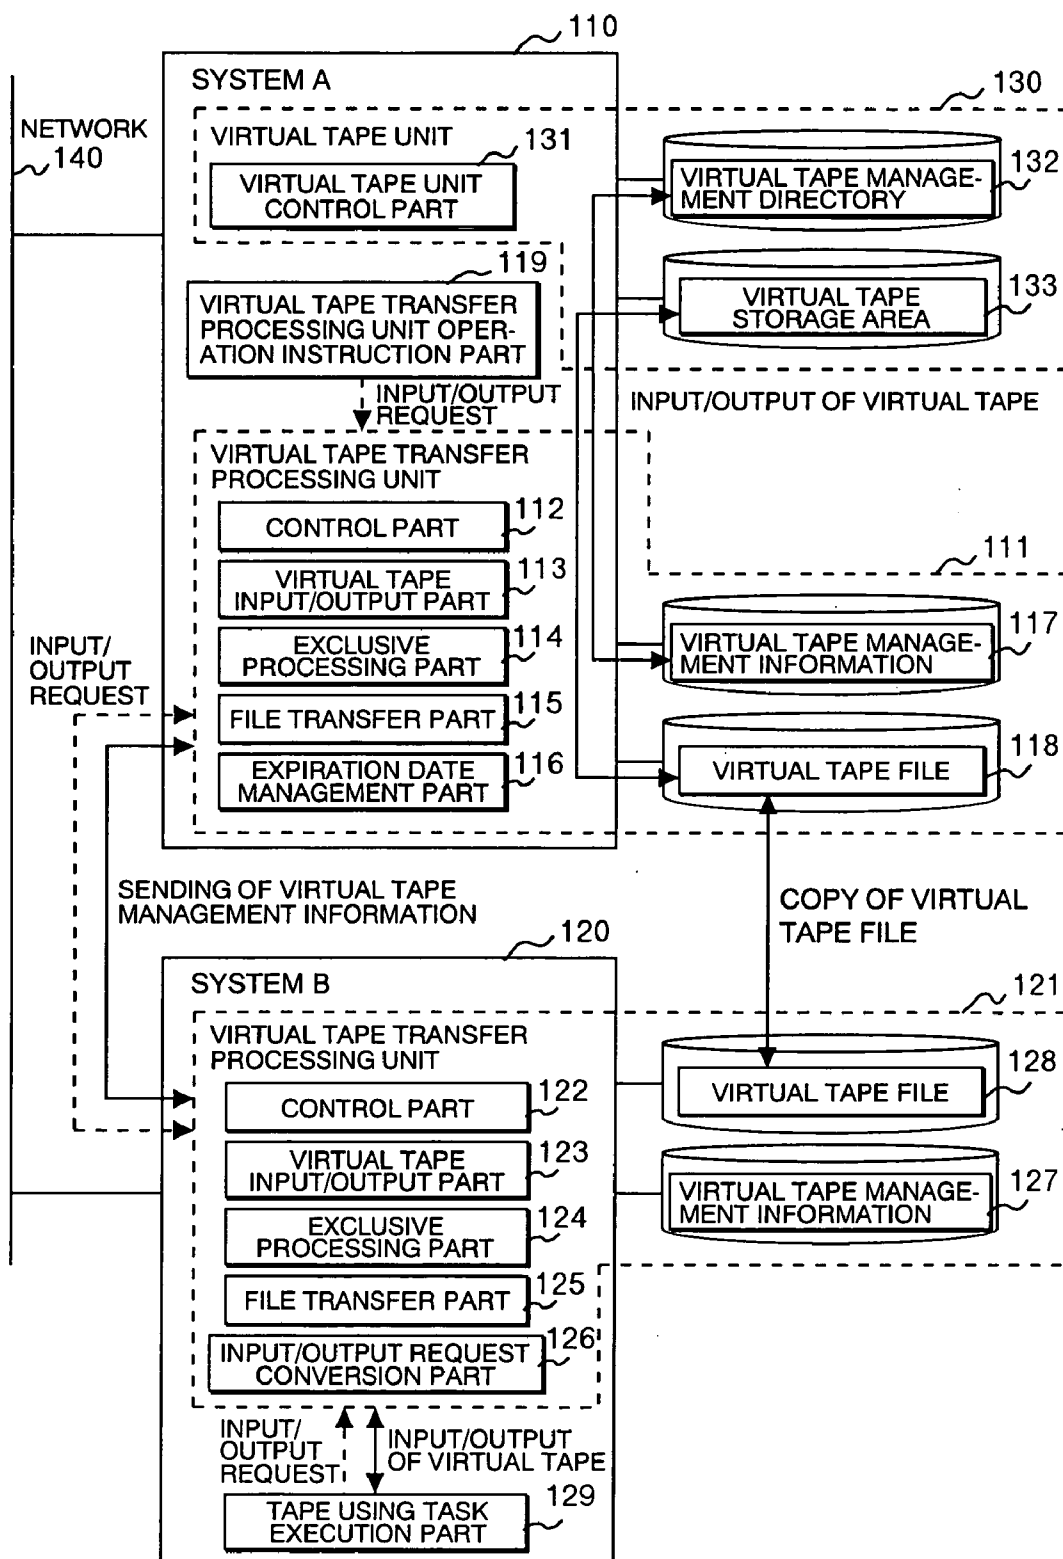 110
SYSTEM A
130
NETWORK
140
VIRTUAL TAPE UNIT
131
VIRTUAL TAPE UNIT
CONTROL PART
VIRTUAL TAPE MANAGE-
MENT DIRECTORY
132
119
VIRTUAL TAPE
STORAGE AREA
133
VIRTUAL TAPE TRANSFER
PROCESSING UNIT OPER-
ATION INSTRUCTION PART
INPUT/OUTPUT
REQUEST
INPUT/OUTPUT OF VIRTUAL TAPE
VIRTUAL TAPE TRANSFER
PROCESSING UNIT
CONTROL PART
112
111
VIRTUAL TAPE
INPUT/OUTPUT PART
113
EXCLUSIVE
PROCESSING PART
114
VIRTUAL TAPE MANAGE-
MENT INFORMATION
117
INPUT/
OUTPUT
REQUEST
FILE TRANSFER PART
115
EXPIRATION DATE
MANAGEMENT PART
116
VIRTUAL TAPE FILE
118
SENDING OF VIRTUAL TAPE
MANAGEMENT INFORMATION
COPY OF VIRTUAL
TAPE FILE
120
SYSTEM B
121
VIRTUAL TAPE TRANSFER
PROCESSING UNIT
CONTROL PART
122
VIRTUAL TAPE FILE
128
VIRTUAL TAPE
INPUT/OUTPUT PART
123
VIRTUAL TAPE MANAGE-
MENT INFORMATION
127
EXCLUSIVE
PROCESSING PART
124
FILE TRANSFER PART
125
INPUT/OUTPUT REQUEST
CONVERSION PART
126
INPUT/
OUTPUT
REQUEST
INPUT/OUTPUT
OF VIRTUAL TAPE
TAPE USING TASK
EXECUTION PART
129